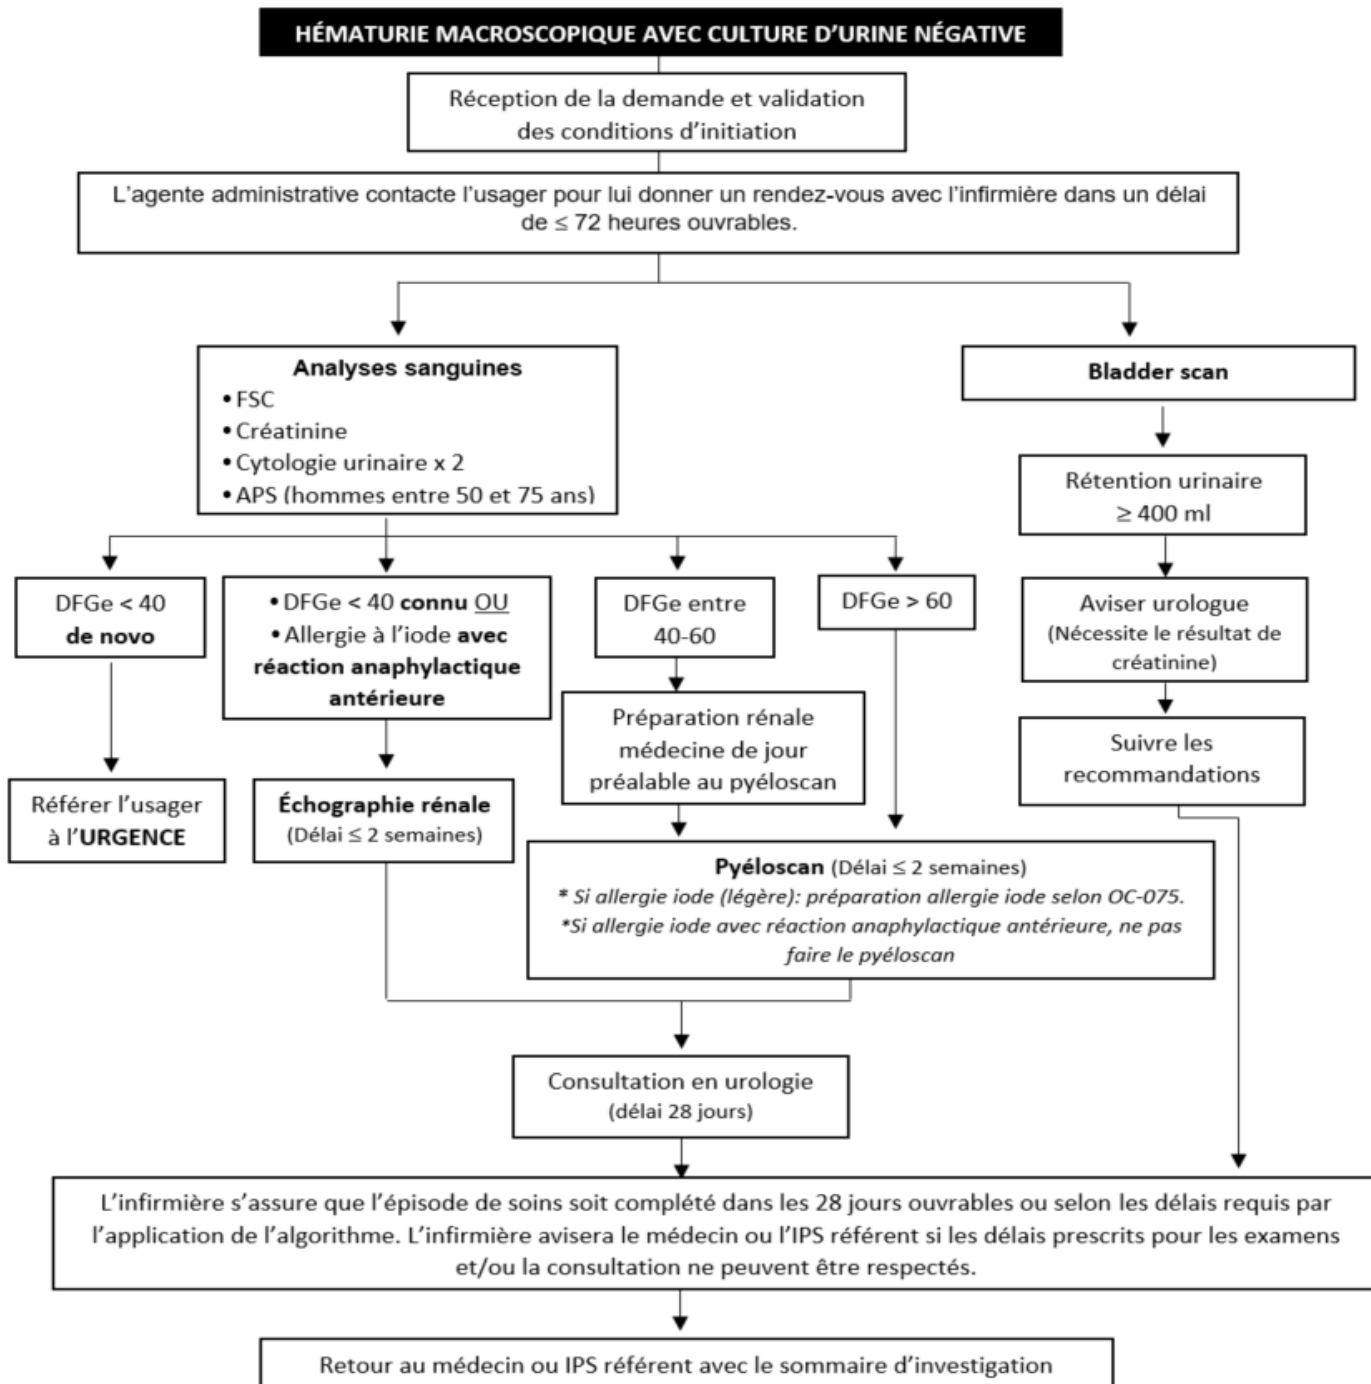 HÉMATURIE MACROSCOPIQUE AVEC CULTURE D'URINE NÉGATIVE
Réception de la demande et validation
des conditions d'initiation
L'agente administrative contacte l'usager pour lui donner un rendez-vous avec l'infirmière dans un délai
de ≤ 72 heures ouvrables.
Analyses sanguines
• FSC
• Créatinine
• Cytologie urinaire x 2
• APS (hommes entre 50 et 75 ans)
Bladder scan
Rétention urinaire
≥ 400 ml
Aviser urologue
(Nécessite le résultat de
créatinine)
Suivre les
recommandations
DFGe < 40
de novo
Référer l'usager
à l'URGENCE
• DFGe < 40 connu OU
• Allergie à l'iode avec
réaction anaphylactique
antérieure
Échographie rénale
(Délai ≤ 2 semaines)
DFGe entre
40-60
Préparation rénale
médecine de jour
préalable au pyéloscan
DFGe > 60
Pyéloscan (Délai ≤ 2 semaines)
* Si allergie iode (légère): préparation allergie iode selon OC-075.
*Si allergie iode avec réaction anaphylactique antérieure, ne pas
faire le pyéloscan
Consultation en urologie
(délai 28 jours)
L'infirmière s'assure que l'épisode de soins soit complété dans les 28 jours ouvrables ou selon les délais requis par
l'application de l'algorithme. L'infirmière avisera le médecin ou l'IPS référent si les délais prescrits pour les examens
et/ou la consultation ne peuvent être respectés.
Retour au médecin ou IPS référent avec le sommaire d'investigation